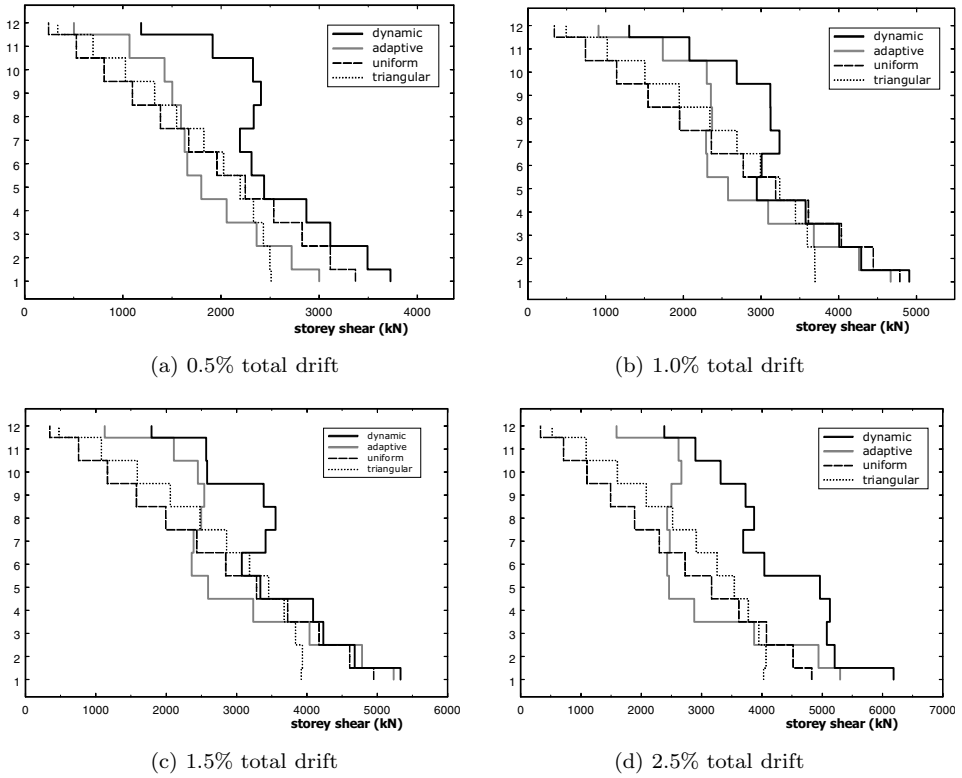 12
11
10
9
8
7
6
5
4
3
2
1
dynamic
adaptive
uniform
triangular
0 1000 2000 3000 4000
storey shear (kN)
(a) 0.5% total drift
12
11
10
9
8
7
6
5
4
3
2
1
dynamic
adaptive
uniform
triangular
0 1000 2000 3000 4000 5000
storey shear (kN)
(b) 1.0% total drift
12
11
10
9
8
7
6
5
4
3
2
1
dynamic
adaptive
uniform
triangular
0 1000 2000 3000 4000 5000 6000
storey shear (kN)
(c) 1.5% total drift
12
11
10
9
8
7
6
5
4
3
2
1
dynamic
adaptive
uniform
triangular
0 1000 2000 3000 4000 5000 6000 7000
storey shear (kN)
(d) 2.5% total drift